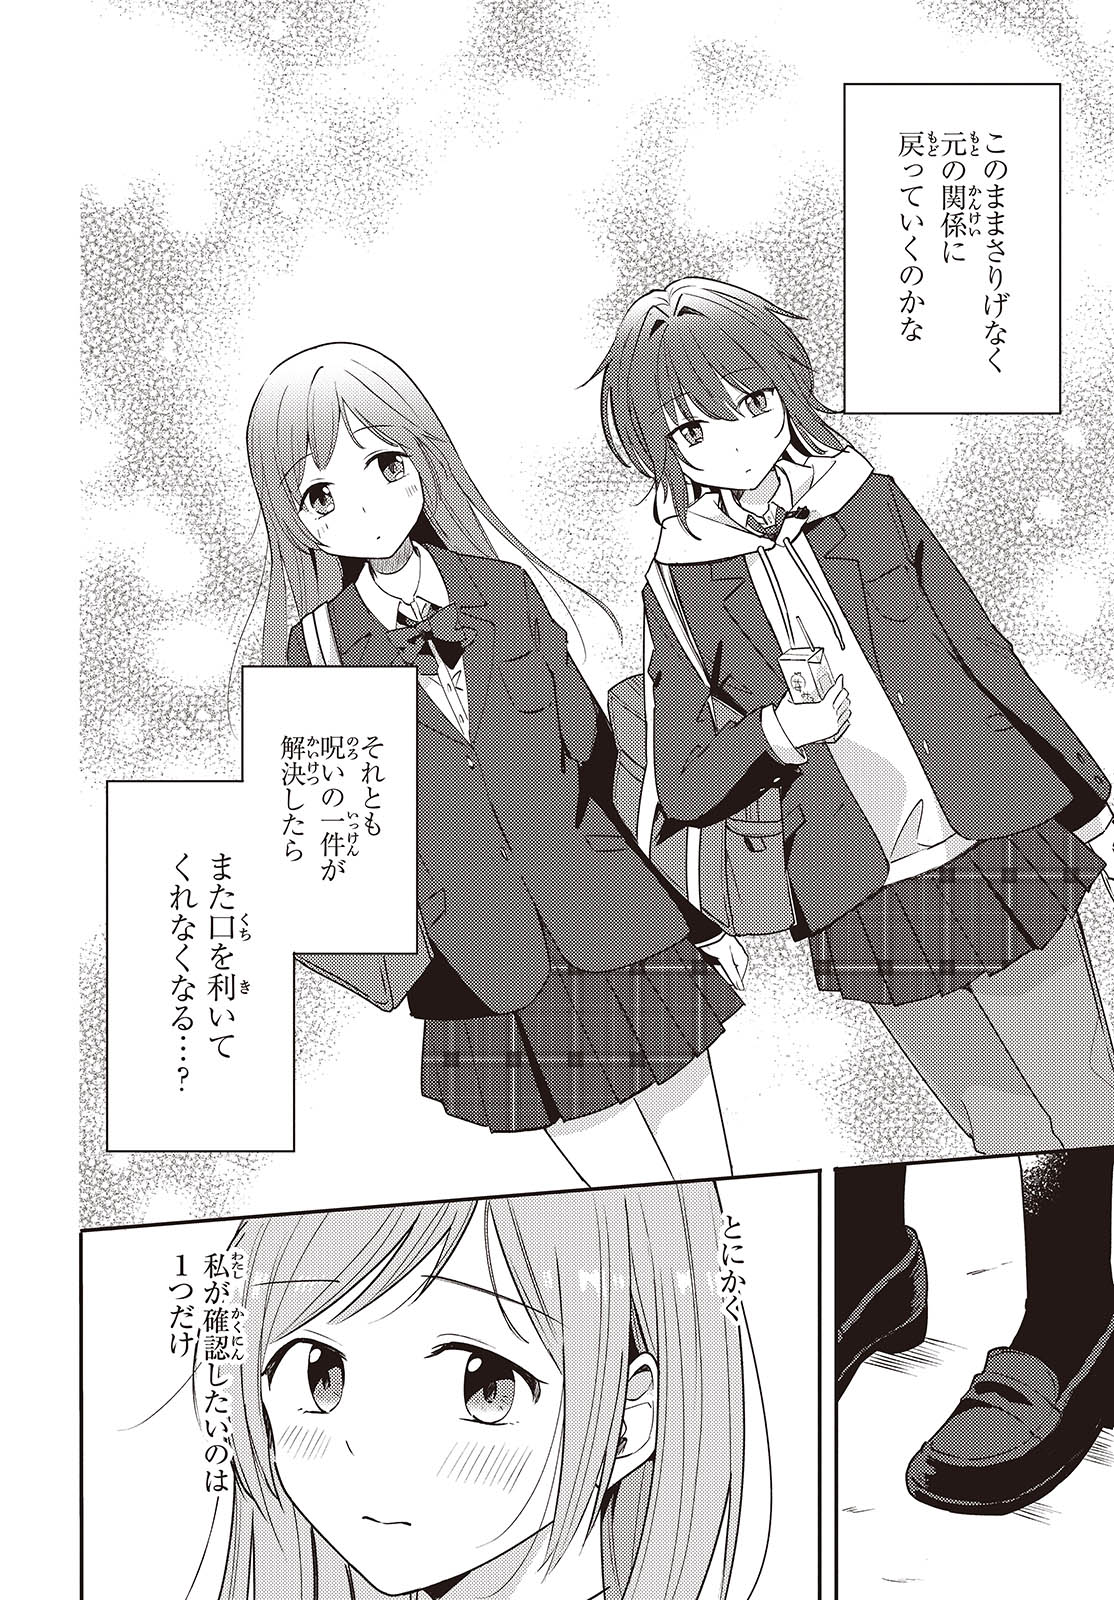 このままさりげなく
元の関係に
戻っていくのかな
それとも
呪いの一件が
解決したら
また口を利いて
くれなくなる…?
とにかく
私が確認したいのは
1つだけ